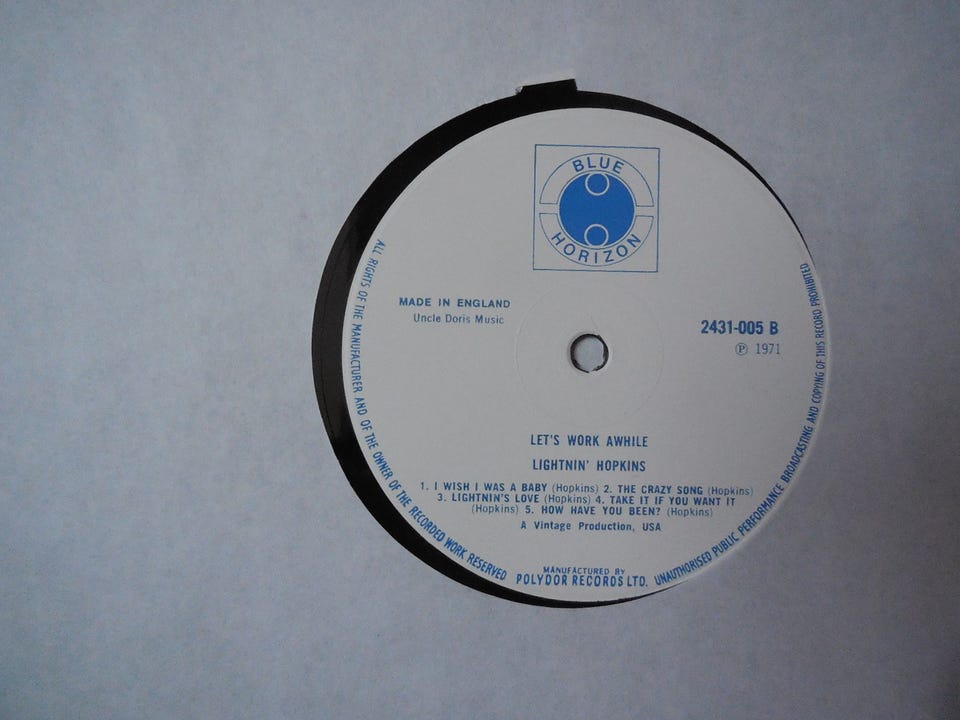 BLUE
HORIZON
MADE IN ENGLAND
Uncle Doris Music
2431-005 B
Ⓟ 1971
LET'S WORK AWHILE
LIGHTNIN' HOPKINS
1. I WISH I WAS A BABY (Hopkins) 2. THE CRAZY SONG (Hopkins)
3. LIGHTNIN'S LOVE (Hopkins) 4. TAKE IT IF YOU WANT IT
(Hopkins) 5. HOW HAVE YOU BEEN? (Hopkins)
A Vintage Production, USA
MANUFACTURED BY
POLYDOR RECORDS LTD.
ALL RIGHTS OF THE MANUFACTURER AND OF THE OWNER OF THE RECORDED WORK RESERVED
UNAUTHORISED PUBLIC PERFORMANCE BROADCASTING AND COPYING OF THIS RECORD PROHIBITED